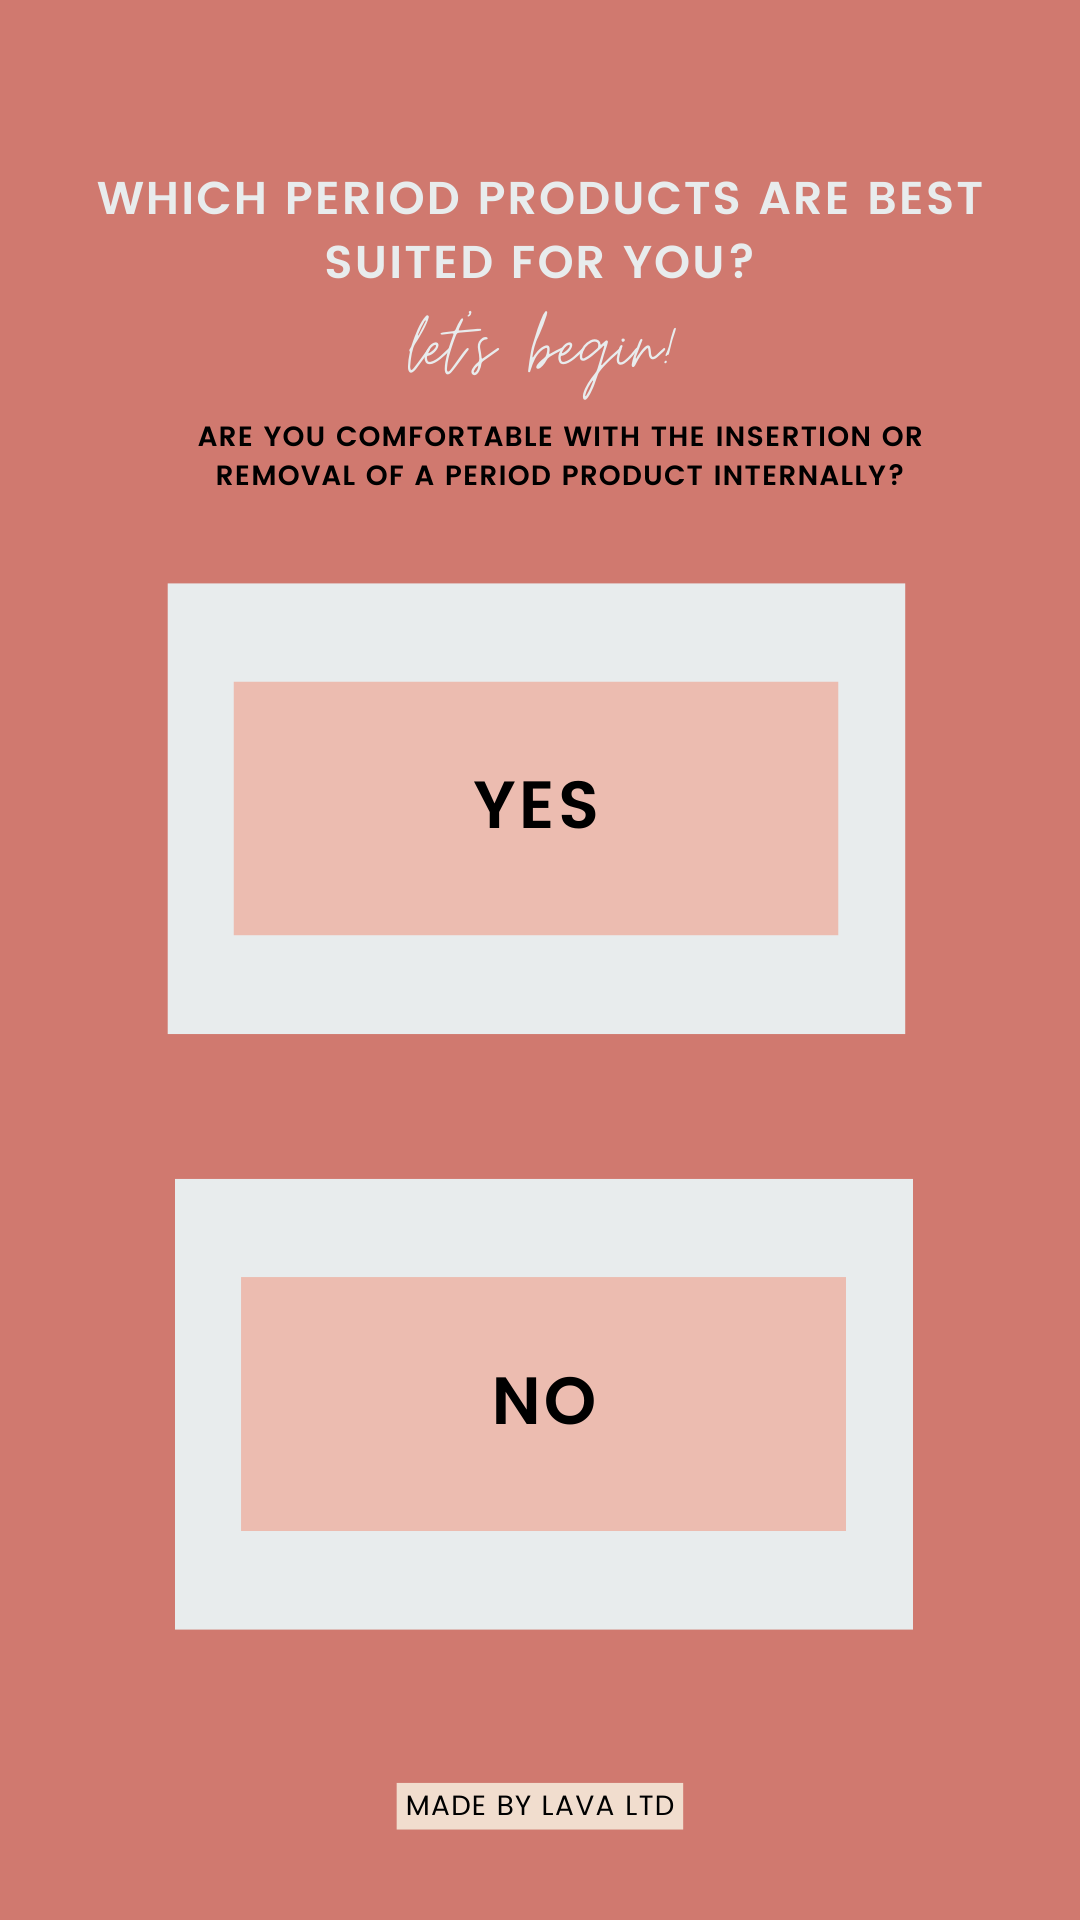 WHICH PERIOD PRODUCTS ARE BEST
SUITED FOR YOU?
let's begin!
ARE YOU COMFORTABLE WITH THE INSERTION OR
REMOVAL OF A PERIOD PRODUCT INTERNALLY?
YES
NO
MADE BY LAVA LTD